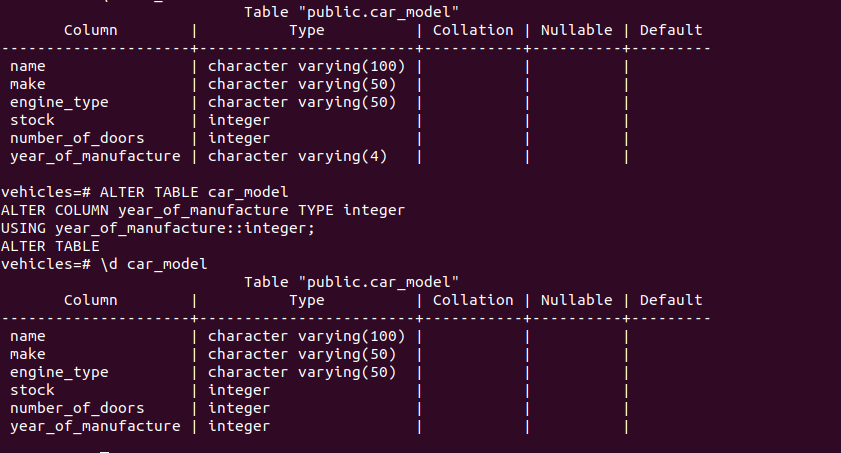 Table "public.car_model"
       Column        |          Type          | Collation | Nullable | Default
---------------------+------------------------+-----------+----------+---------
 name                | character varying(100) |           |          |
 make                | character varying(50)  |           |          |
 engine_type         | character varying(50)  |           |          |
 stock               | integer                |           |          |
 number_of_doors     | integer                |           |          |
 year_of_manufacture | character varying(4)   |           |          |

vehicles=# ALTER TABLE car_model
ALTER COLUMN year_of_manufacture TYPE integer
USING year_of_manufacture::integer;
ALTER TABLE
vehicles=# \d car_model
                           Table "public.car_model"
       Column        |          Type          | Collation | Nullable | Default
---------------------+------------------------+-----------+----------+---------
 name                | character varying(100) |           |          |
 make                | character varying(50)  |           |          |
 engine_type         | character varying(50)  |           |          |
 stock               | integer                |           |          |
 number_of_doors     | integer                |           |          |
 year_of_manufacture | integer                |           |          |